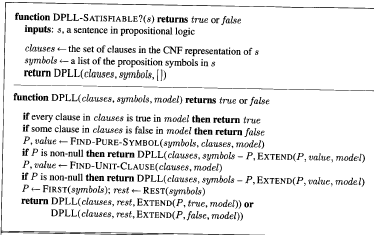 function DPLL-SATISFIABLE?(s) returns true or false
inputs: s, a sentence in propositional logic
clauses ← the set of clauses in the CNF representation of s
symbols ← a list of the proposition symbols in s
return DPLL(clauses, symbols, [])
function DPLL(clauses, symbols, model) returns true or false
if every clause in clauses is true in model then return true
if some clause in clauses is false in model then return false
P, value ← FIND-PURE-SYMBOL(symbols, clauses, model)
if P is non-null then return DPLL(clauses, symbols – P, EXTEND(P, value, model)
P, value ← FIND-UNIT-CLAUSE(clauses, model)
if P is non-null then return DPLL(clauses, symbols – P, EXTEND(P, value, model)
P ← FIRST(symbols); rest ← REST(symbols)
return DPLL(clauses, rest, EXTEND(P, true, model)) or
DPLL(clauses, rest, EXTEND(P, false, model))